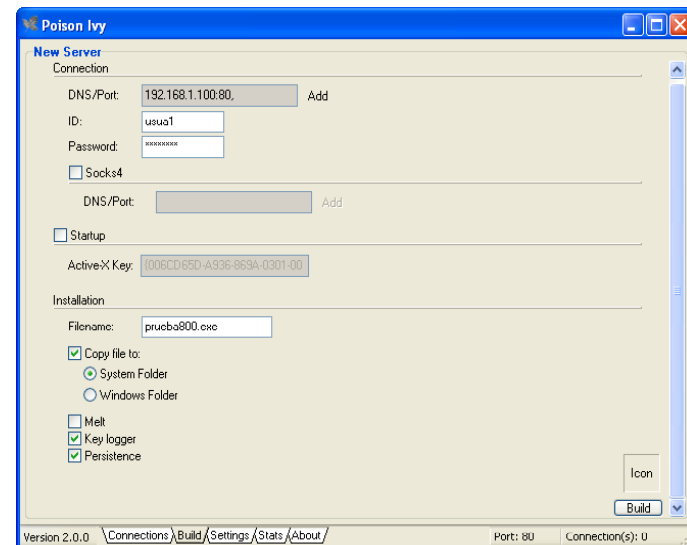 Poison Ivy
New Server
Connection
DNS/Port: 192.168.1.100:80, Add
ID: usua1
Password: ********
Socks4
DNS/Port: Add
Startup
Active-X Key: {006CD65D-A936-869A-0301-00
Installation
Filename: prueba800.exe
Copy file to:
System Folder
Windows Folder
Melt
Key logger
Persistence
Icon
Build
Version 2.0.0 Connections Build Settings Stats About Port: 80 Connection(s): 0